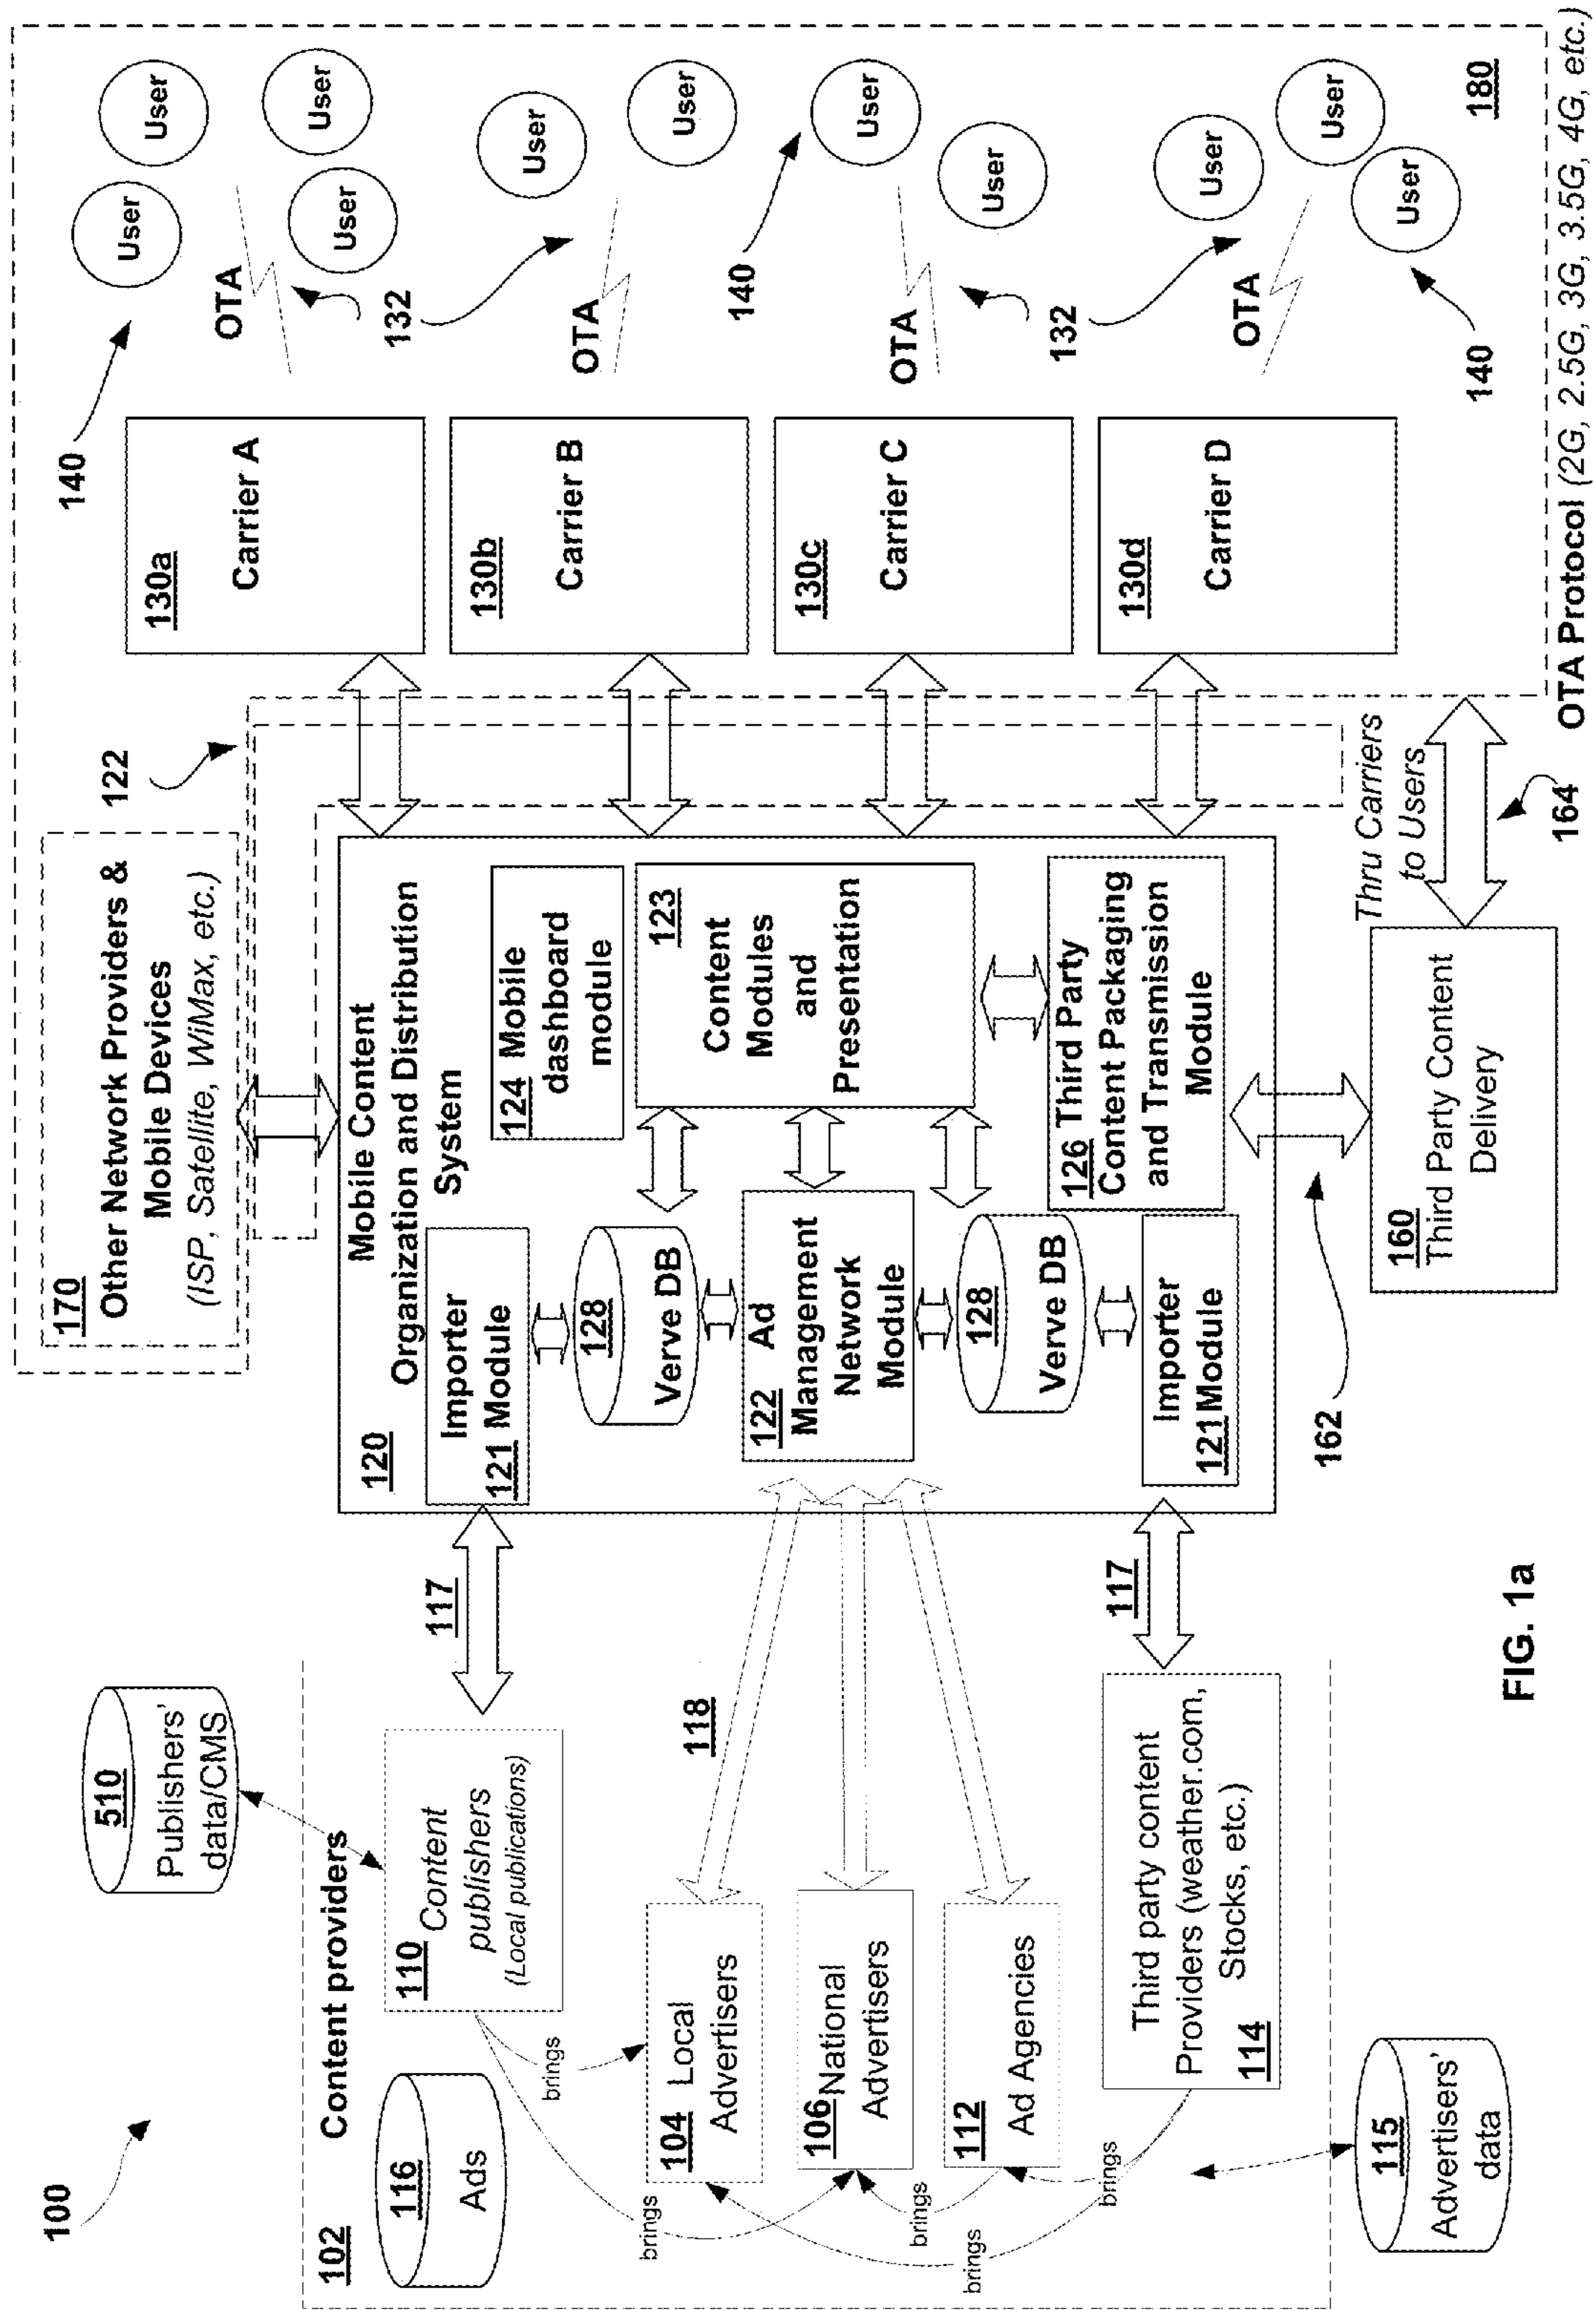 100
102
Content providers
116
Ads
510
Publishers'
data/CMS
110 Content
publishers
(Local publications)
brings
brings
brings
brings
brings
104 Local
Advertisers
106 National
Advertisers
112
Ad Agencies
Third party content
Providers (weather.com,
Stocks, etc.)
114
115
Advertisers'
data
117
118
117
170
Other Network Providers &
Mobile Devices
(ISP, Satellite, WiMax, etc.)
122
120
Mobile Content
Organization and Distribution
System
Importer
121 Module
128
Verve DB
122 Ad
Management
Network
Module
128
Verve DB
Importer
121 Module
124 Mobile
dashboard
module
123
Content
Modules
and
Presentation
126 Third Party
Content Packaging
and Transmission
Module
162
160
Third Party Content
Delivery
Thru Carriers
to Users
164
130a
Carrier A
130b
Carrier B
130c
Carrier C
130d
Carrier D
140
OTA
132
OTA
140
OTA
132
OTA
140
User
User
User
User
User
User
User
User
User
User
User
180
OTA Protocol (2G, 2.5G, 3G, 3.5G, 4G, etc.)
FIG. 1a